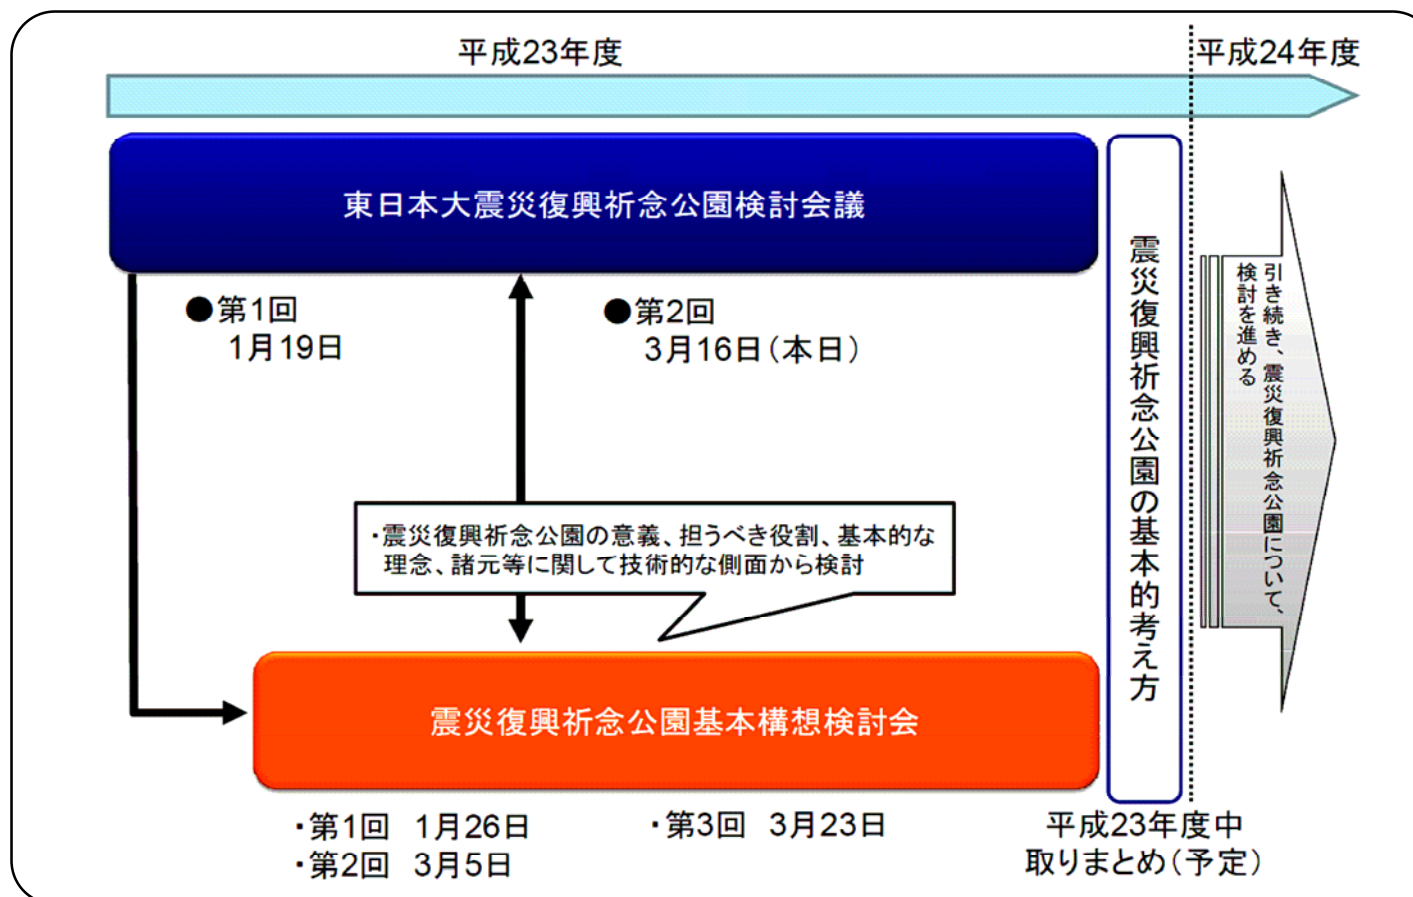 平成23年度
平成24年度
東日本大震災復興祈念公園検討会議
●第1回
1月19日
●第2回
3月16日（本日）
・震災復興祈念公園の意義、担うべき役割、基本的な
理念、諸元等に関して技術的な側面から検討
震災復興祈念公園基本構想検討会
・第1回 1月26日
・第2回 3月5日
・第3回 3月23日
震災復興祈念公園の基本的考え方
平成23年度中
取りまとめ（予定）
引き続き、震災復興祈念公園について、
検討を進める